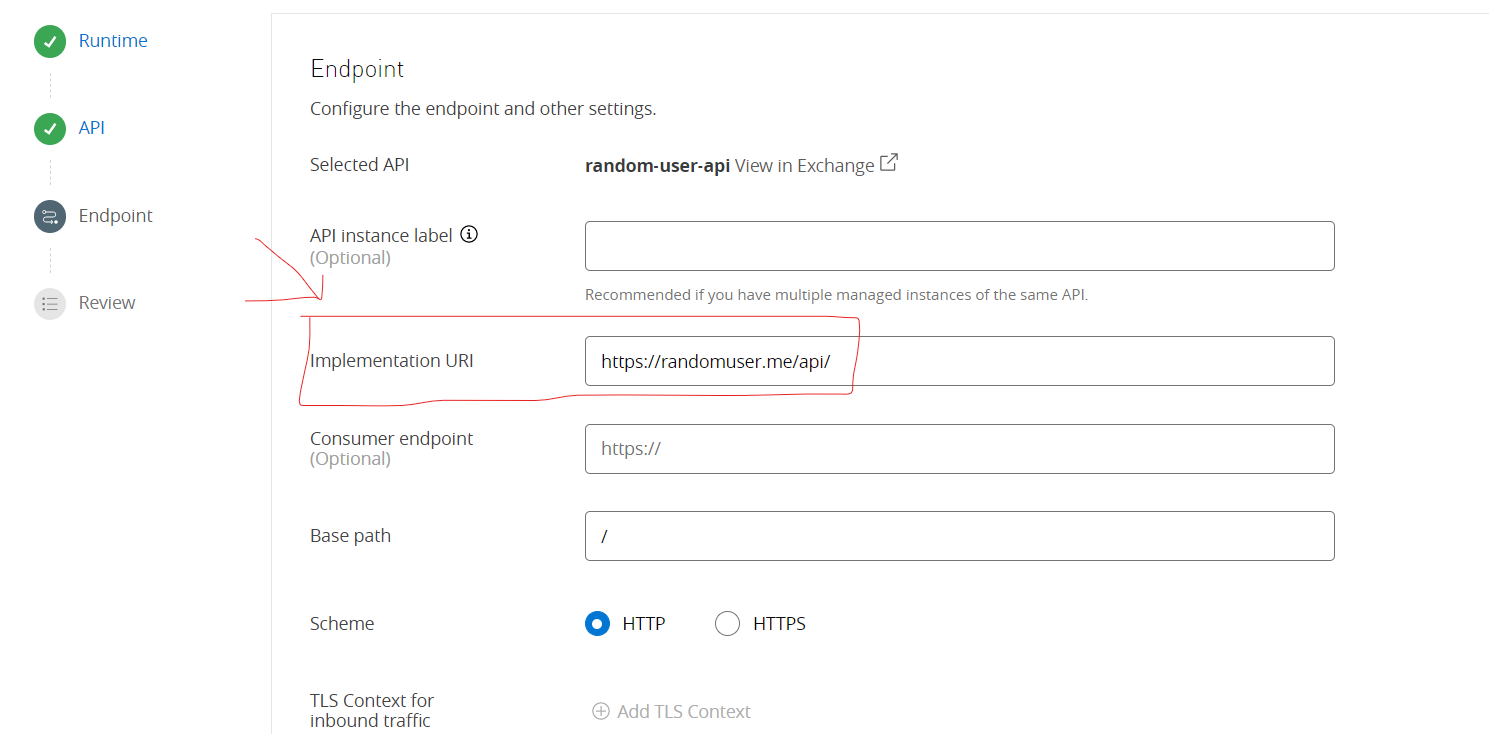 Runtime
API
Endpoint
Review
Endpoint
Configure the endpoint and other settings.
Selected API
random-user-api View in Exchange
API instance label
(Optional)
Recommended if you have multiple managed instances of the same API.
Implementation URI
https://randomuser.me/api/
Consumer endpoint
(Optional)
https://
Base path
/
Scheme
HTTP HTTPS
TLS Context for
inbound traffic
Add TLS Context